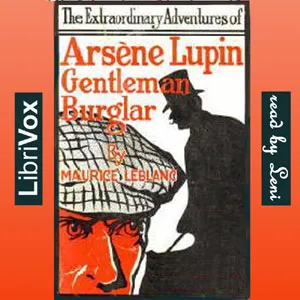 LibriVox
The Extraordinary Adventures of
Arsène Lupin
Gentleman
Burglar
By
MAURICE LEBLANC
read by Leni